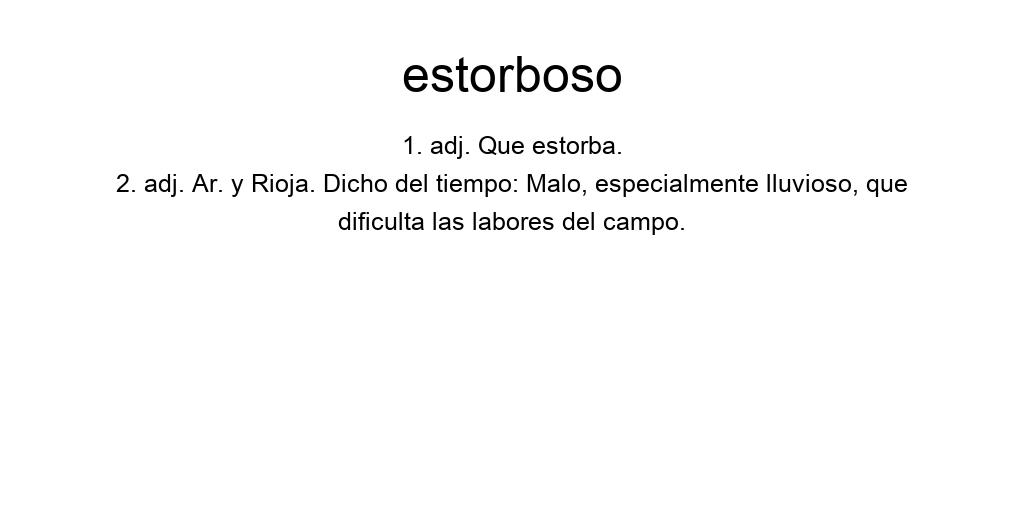 estorboso
1. adj. Que estorba.
2. adj. Ar. y Rioja. Dicho del tiempo: Malo, especialmente lluvioso, que
dificulta las labores del campo.